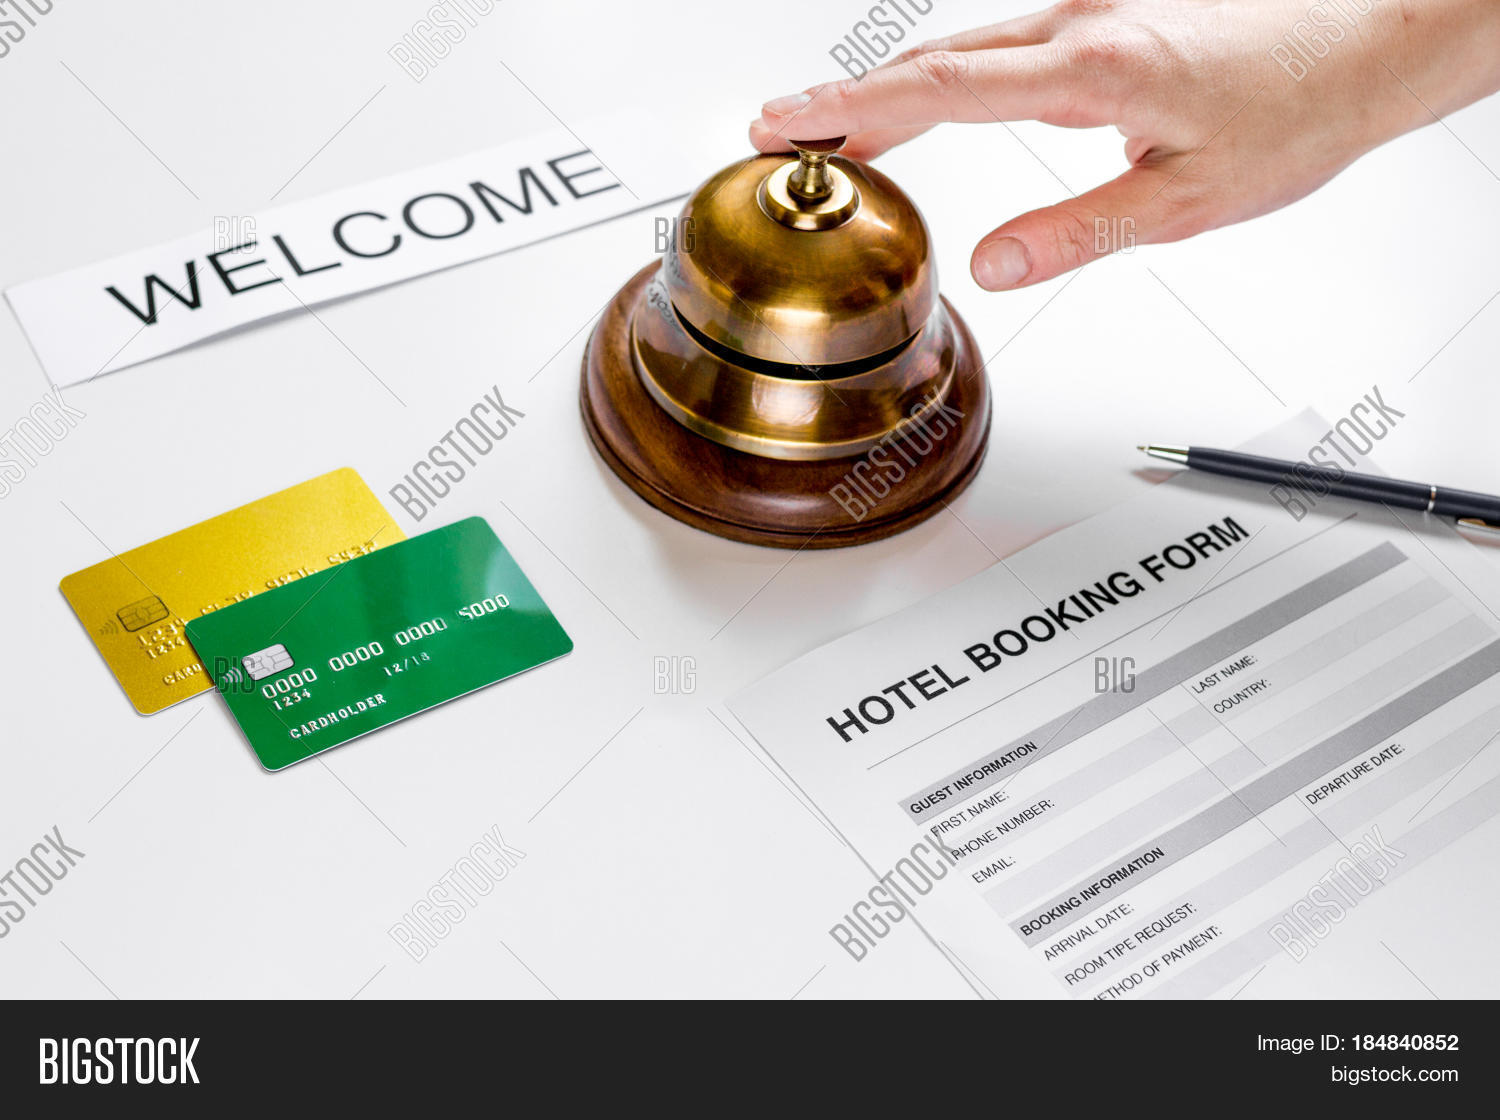 WELCOME
0000 0000 0000 5000
1234
12/18
CARDHOLDER
1234
1234
HOTEL BOOKING FORM
GUEST INFORMATION
FIRST NAME:
LAST NAME:
PHONE NUMBER:
COUNTRY:
EMAIL:
BOOKING INFORMATION
ARRIVAL DATE:
DEPARTURE DATE:
ROOM TIPE REQUEST:
METHOD OF PAYMENT:
BIGSTOCK
Image ID: 184840852
bigstock.com